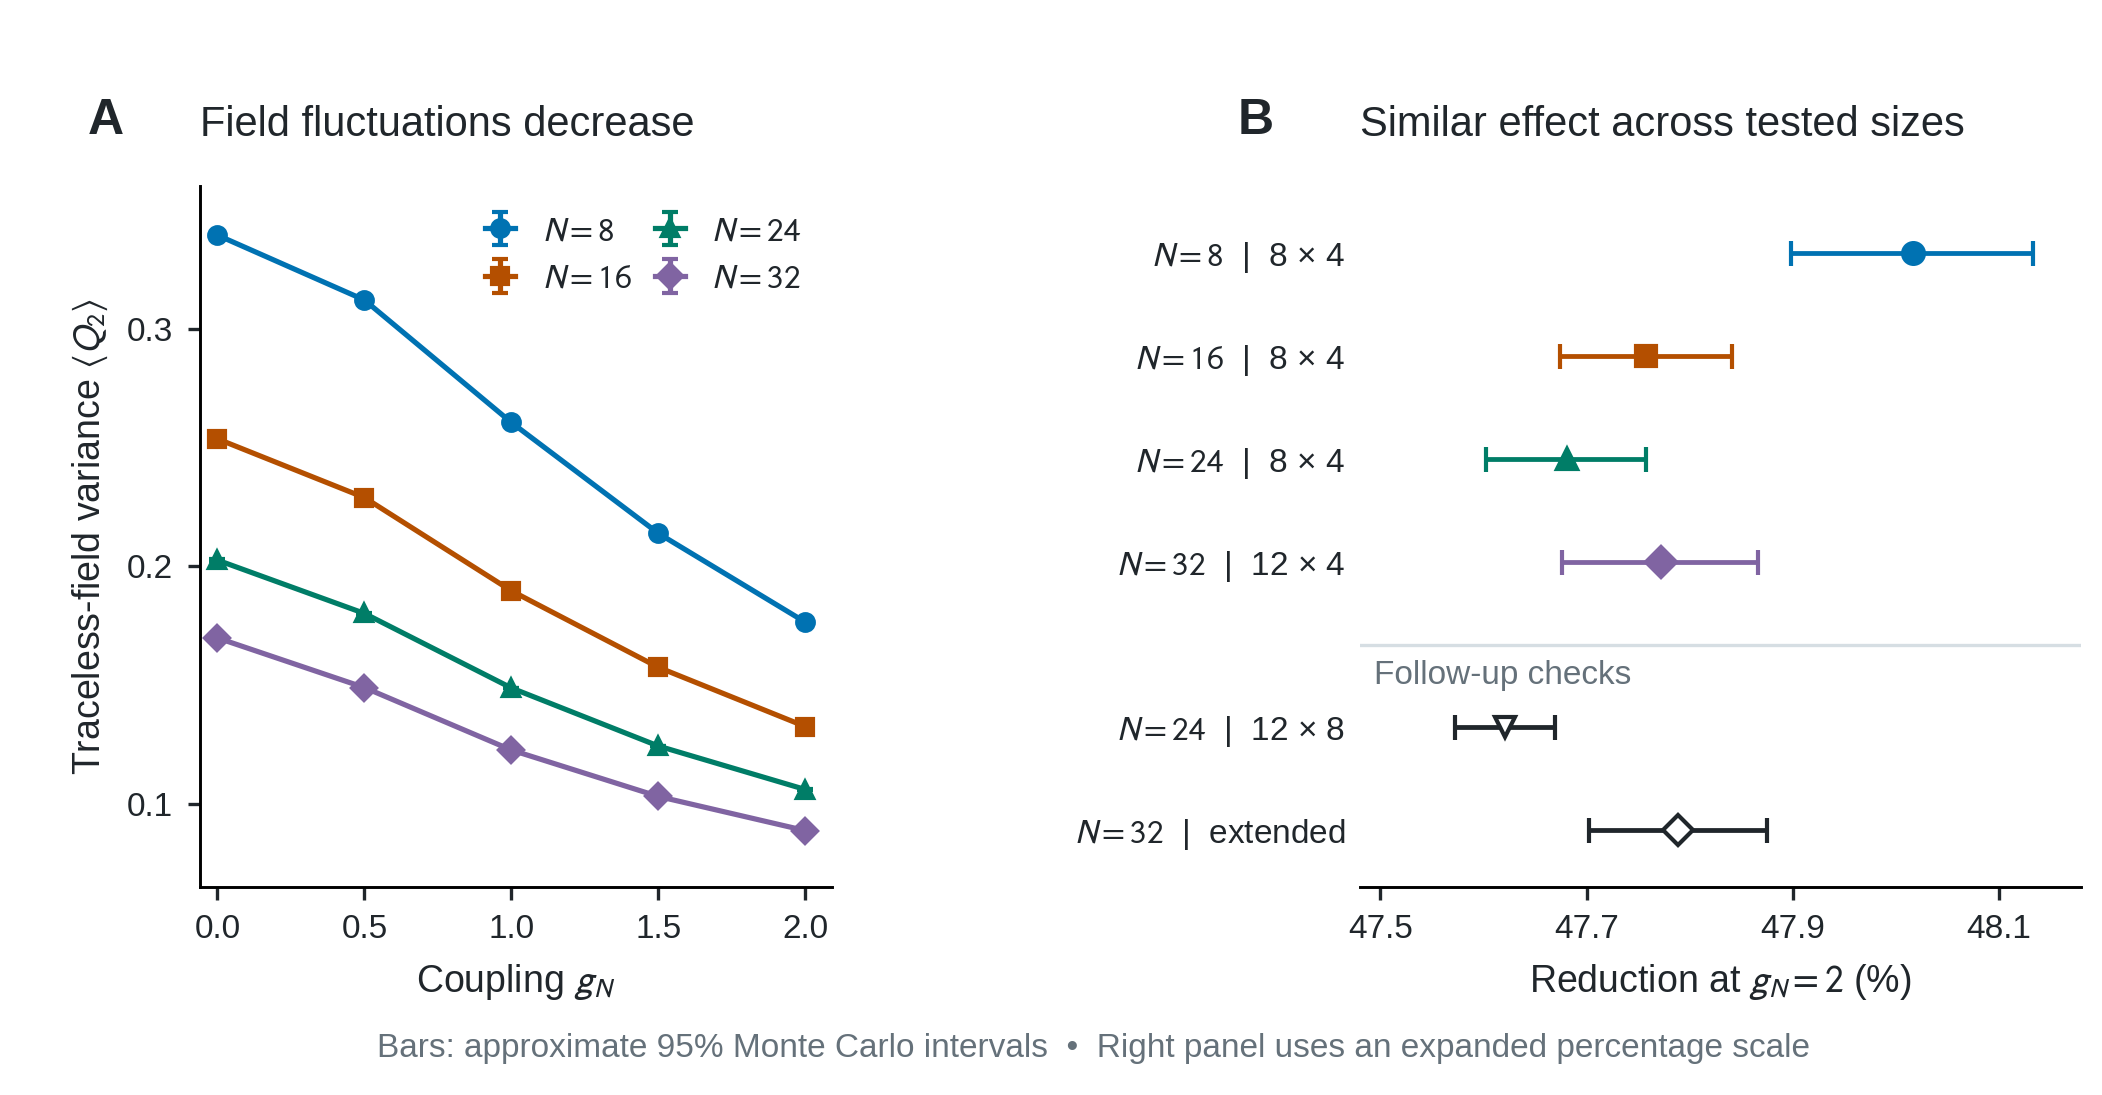 A Field fluctuations decrease
Traceless-field variance ⟨Q₂⟩
0.3
0.2
0.1
N=8
N=24
N=16
N=32
0.0 0.5 1.0 1.5 2.0
Coupling g_N
B Similar effect across tested sizes
N=8 | 8 × 4
N=16 | 8 × 4
N=24 | 8 × 4
N=32 | 12 × 4
Follow-up checks
N=24 | 12 × 8
N=32 | extended
47.5 47.7 47.9 48.1
Reduction at g_N=2 (%)
Bars: approximate 95% Monte Carlo intervals • Right panel uses an expanded percentage scale